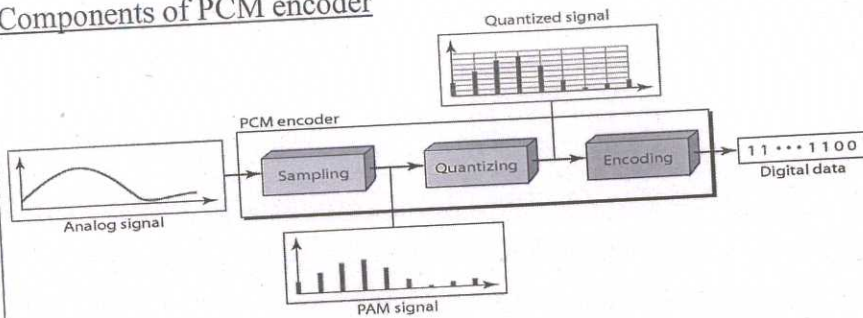 Components of PCM encoder
Quantized signal
PCM encoder
Sampling
Quantizing
Encoding
11 ··· 1100
Digital data
Analog signal
PAM signal